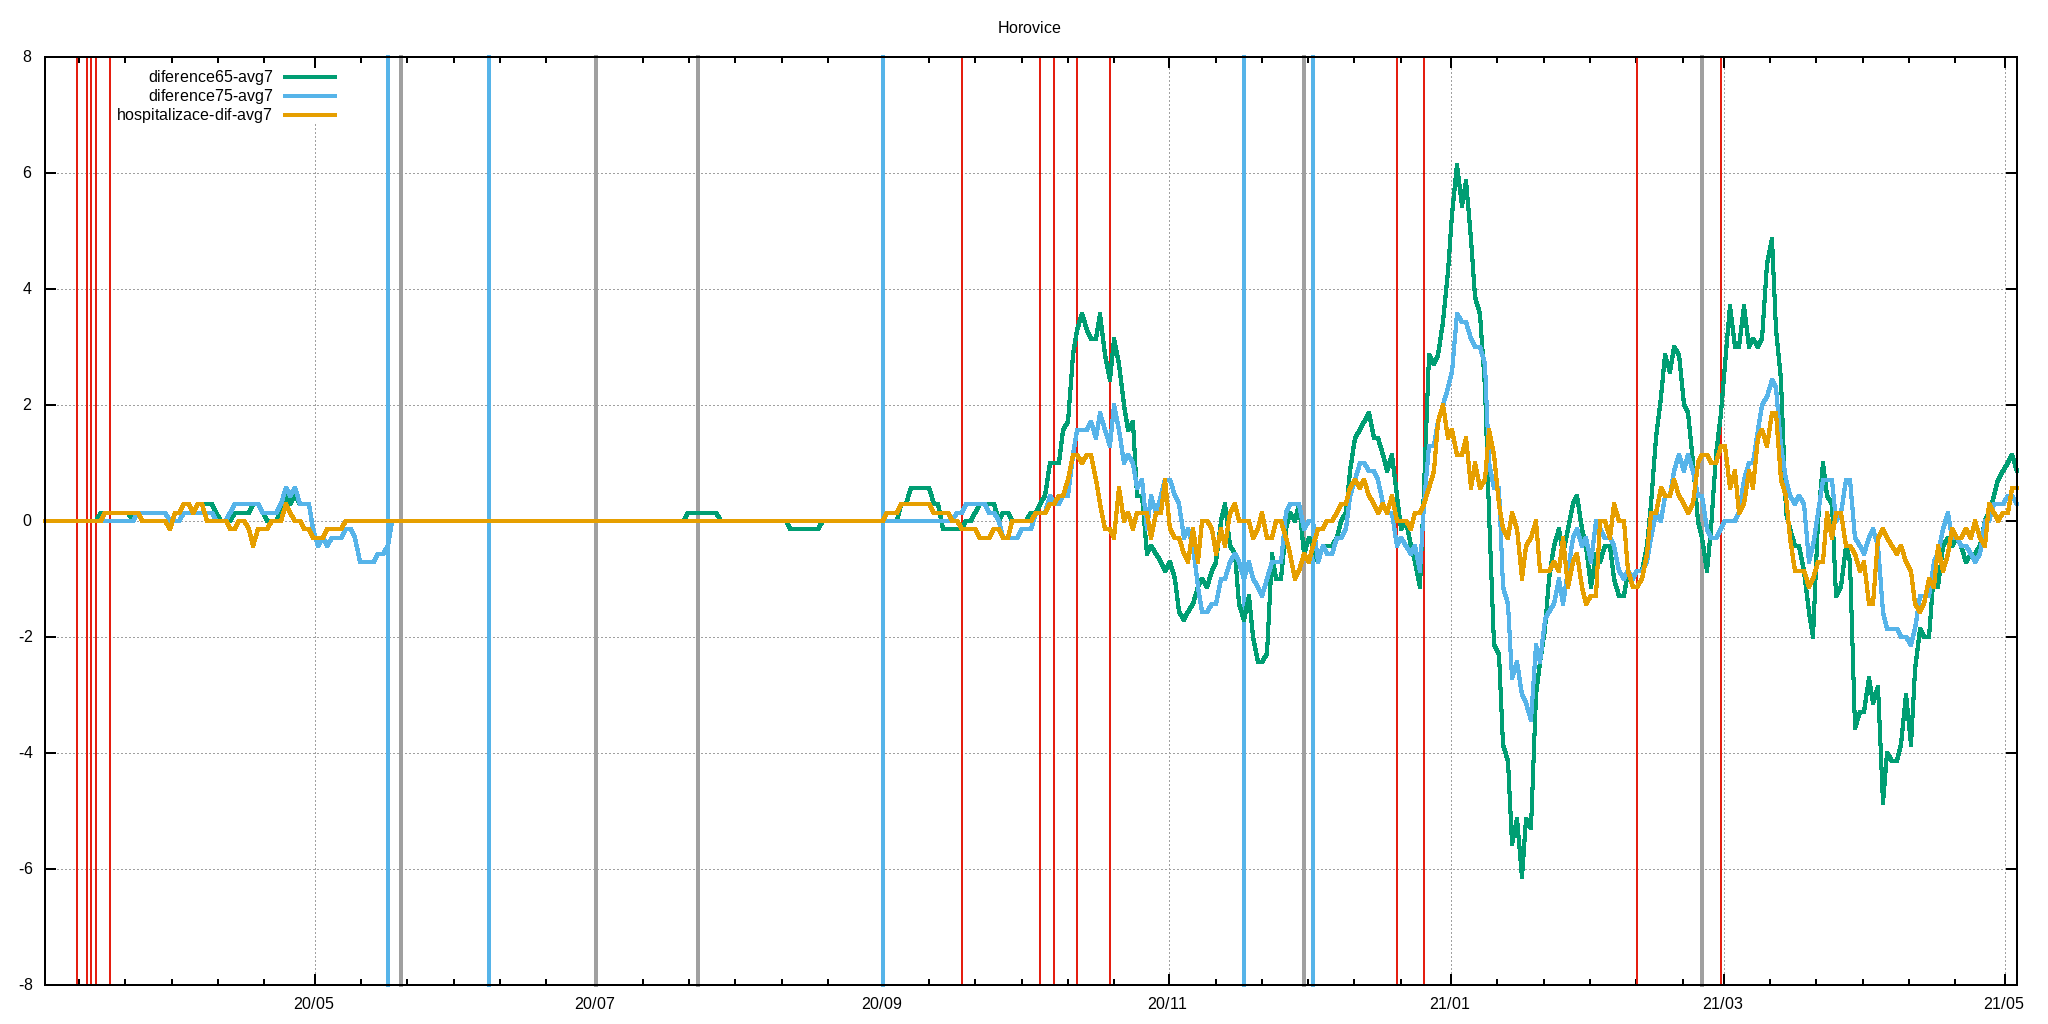 Horovice
8
diference65-avg7
diference75-avg7
hospitalizace-dif-avg7
6
4
2
0
-2
-4
-6
-8
20/05 20/07 20/09 20/11 21/01 21/03 21/05